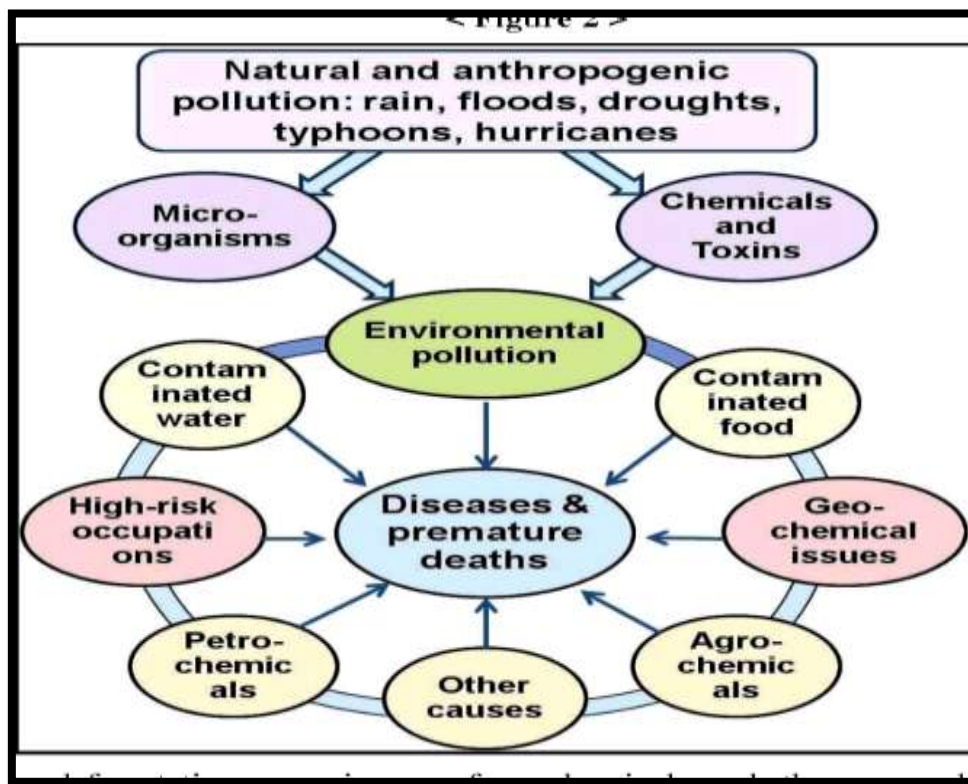 < Figure 2 >
Natural and anthropogenic
pollution: rain, floods, droughts,
typhoons, hurricanes
Micro-
organisms
Chemicals
and
Toxins
Environmental
pollution
Contam
inated
water
Contam
inated
food
High-risk
occupati
ons
Diseases &
premature
deaths
Geo-
chemical
issues
Petro-
chemic
als
Other
causes
Agro-
chemic
als